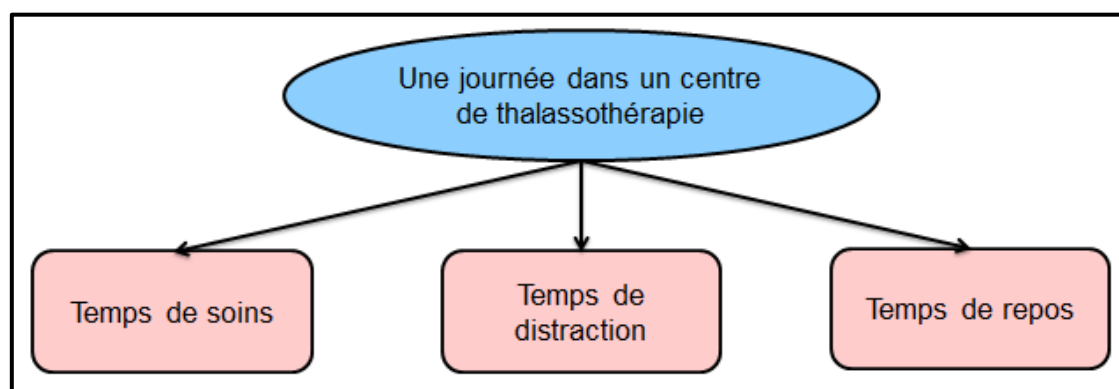 Une journée dans un centre
de thalassothérapie
Temps de soins
Temps de
distraction
Temps de repos